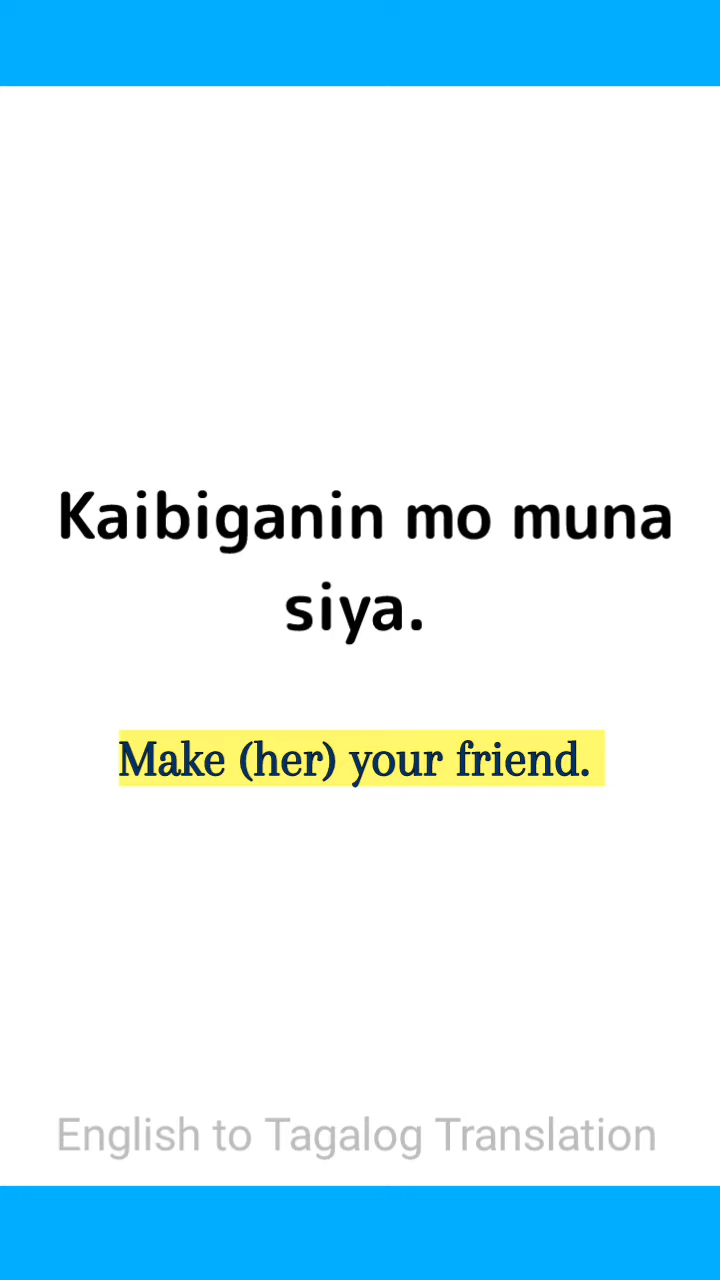 Kaibiganin mo muna
siya.
Make (her) your friend.
English to Tagalog Translation